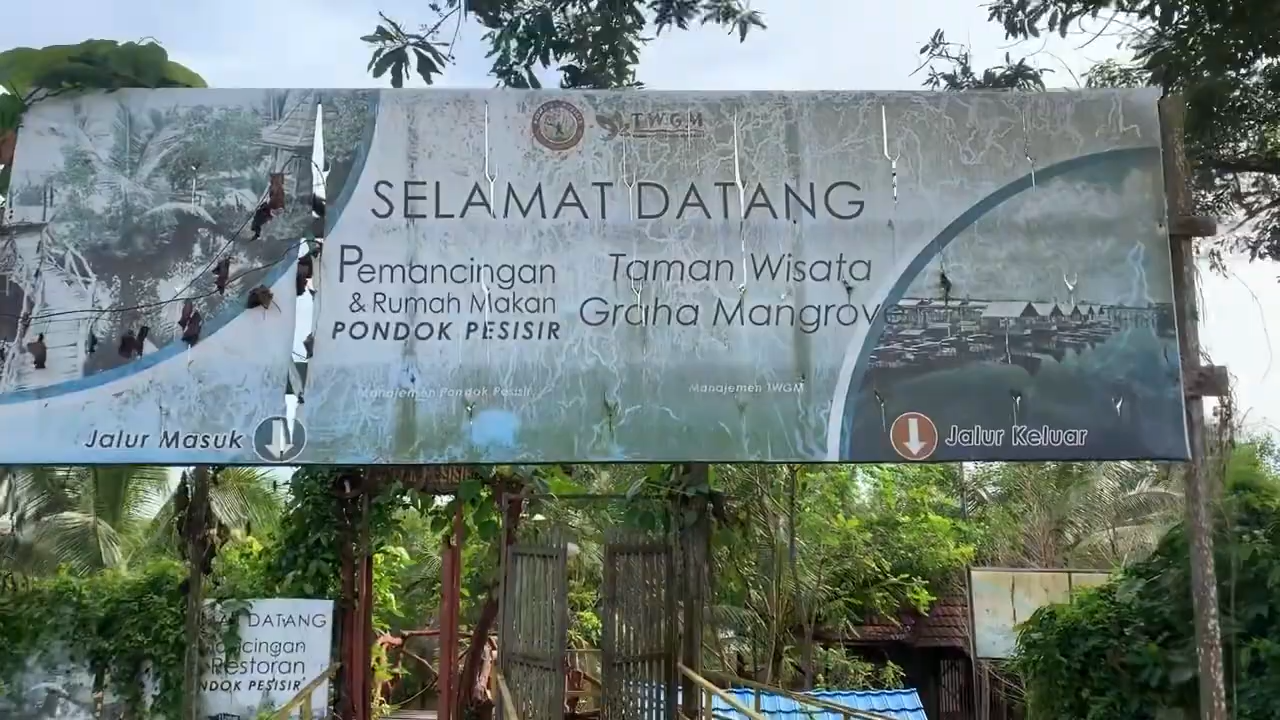 TWGM
SELAMAT DATANG
Pemancingan
& Rumah Makan
PONDOK PESISIR
Taman Wisata
Graha Mangrove
Manajemen Pondok Pesisir
Manajemen TWGM
Jalur Masuk
Jalur Keluar
DATANG
Restoran
PESISIR